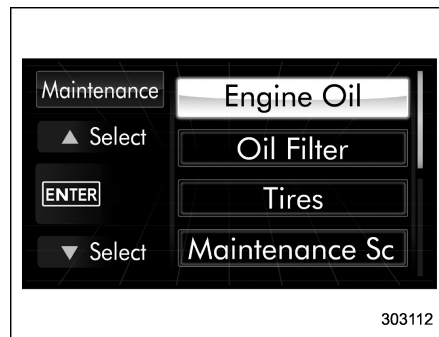 Maintenance
Engine Oil
▲ Select
Oil Filter
ENTER
Tires
▼ Select
Maintenance Sc
303112